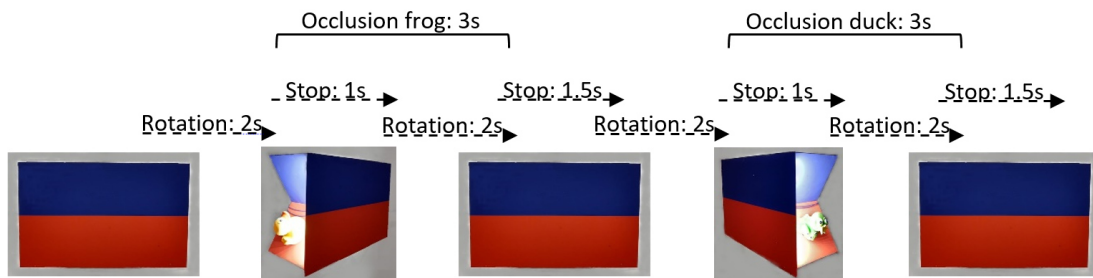 Occlusion frog: 3s
Occlusion duck: 3s
Stop: 1s
Stop: 1.5s
Stop: 1s
Stop: 1.5s
Rotation: 2s
Rotation: 2s
Rotation: 2s
Rotation: 2s